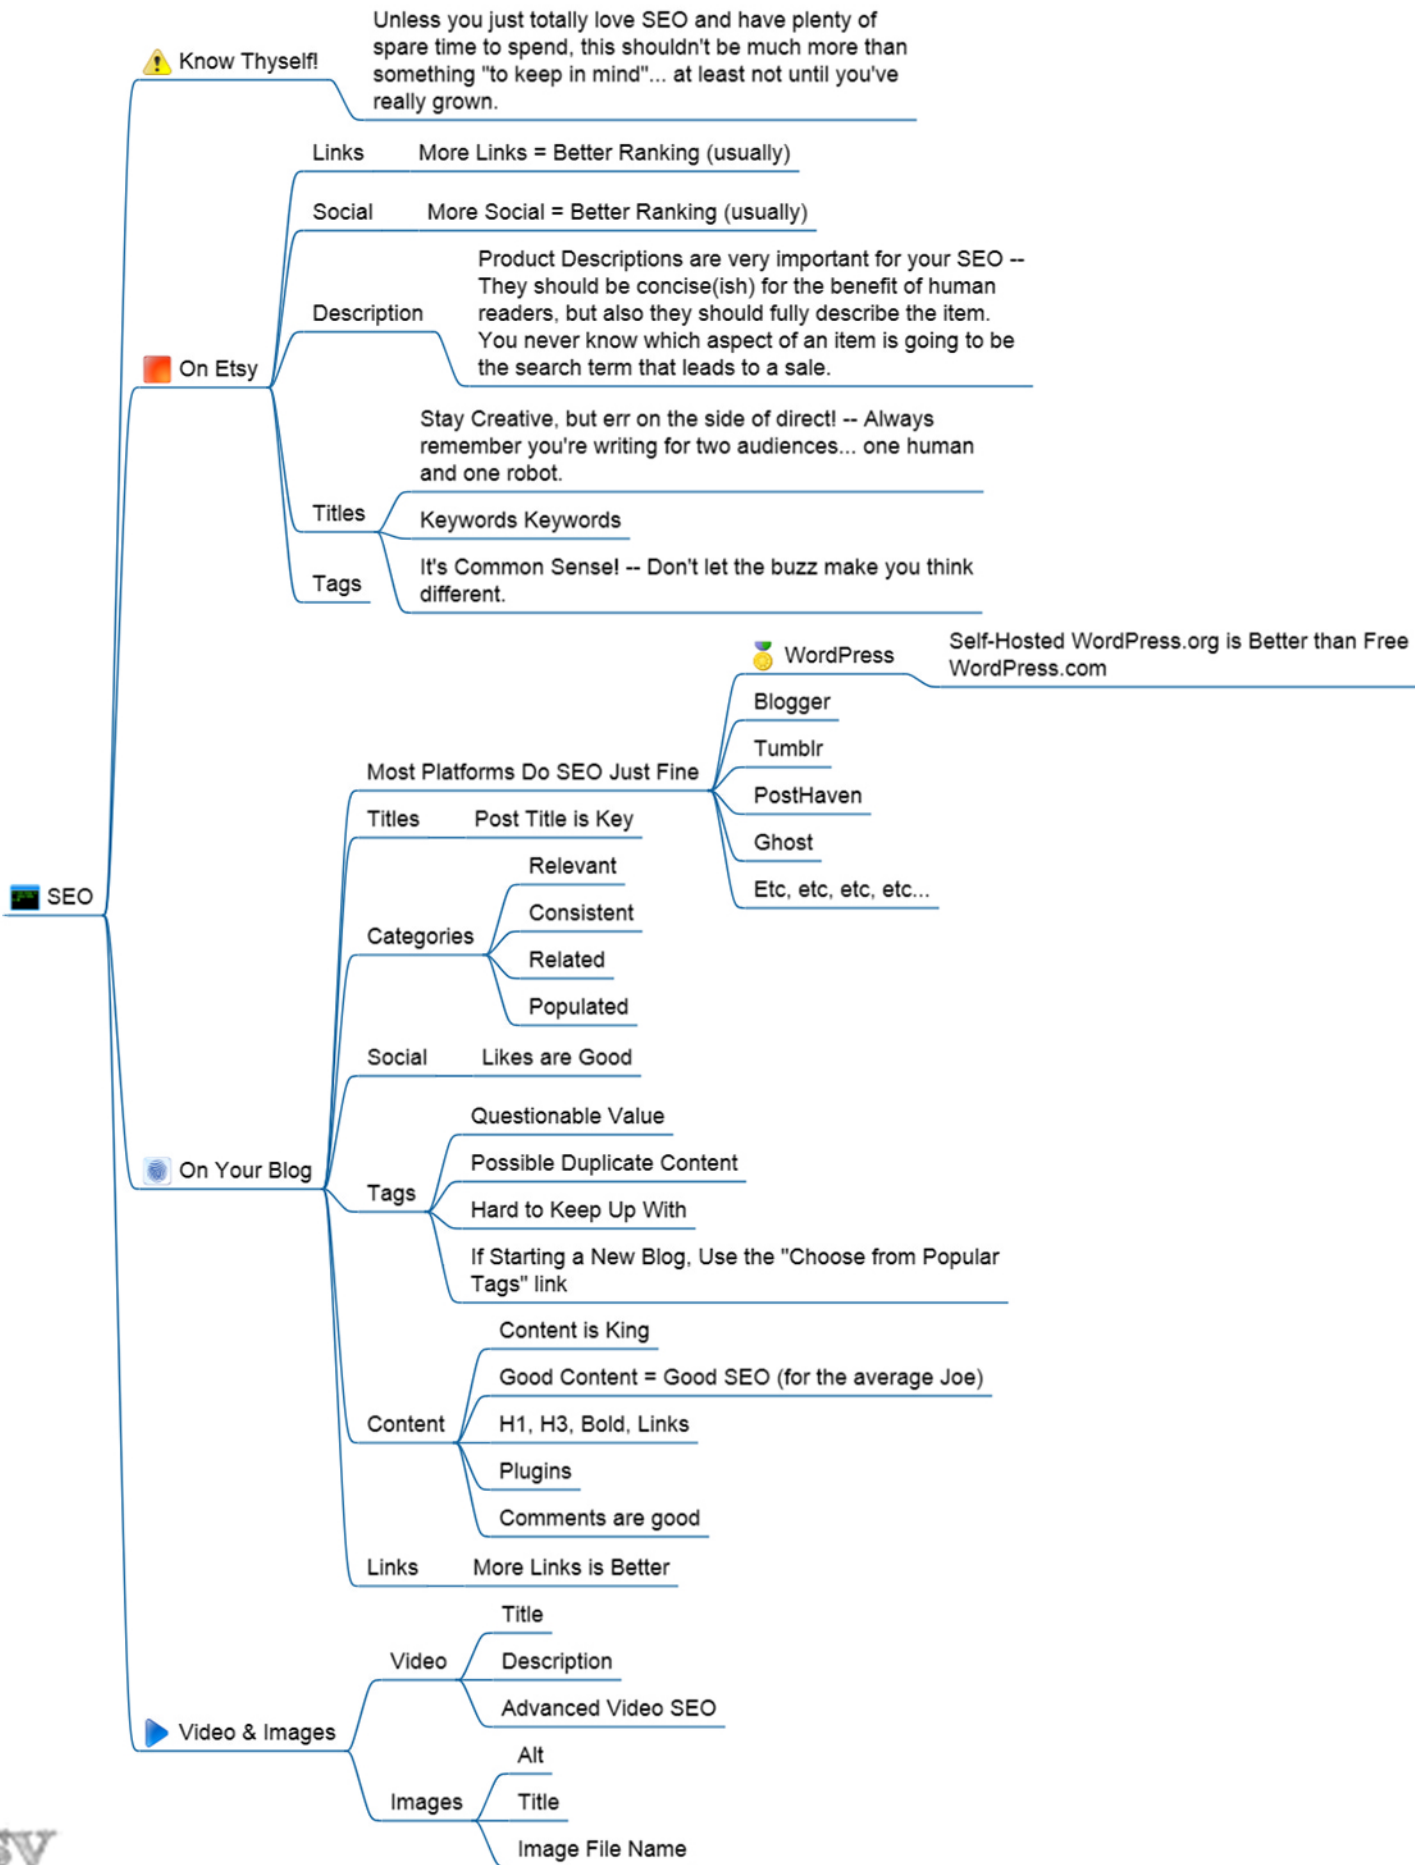 Unless you just totally love SEO and have plenty of
spare time to spend, this shouldn't be much more than
something "to keep in mind"... at least not until you've
really grown.
Know Thyself!
Links
More Links = Better Ranking (usually)
Social
More Social = Better Ranking (usually)
Product Descriptions are very important for your SEO --
They should be concise(ish) for the benefit of human
readers, but also they should fully describe the item.
You never know which aspect of an item is going to be
the search term that leads to a sale.
Description
On Etsy
Stay Creative, but err on the side of direct! -- Always
remember you're writing for two audiences... one human
and one robot.
Titles
Keywords Keywords
It's Common Sense! -- Don't let the buzz make you think
different.
Tags
WordPress
Self-Hosted WordPress.org is Better than Free
WordPress.com
Blogger
Tumblr
Most Platforms Do SEO Just Fine
PostHaven
Ghost
Etc, etc, etc, etc...
Titles
Post Title is Key
SEO
Categories
Relevant
Consistent
Related
Populated
Social
Likes are Good
On Your Blog
Tags
Questionable Value
Possible Duplicate Content
Hard to Keep Up With
If Starting a New Blog, Use the "Choose from Popular
Tags" link
Content
Content is King
Good Content = Good SEO (for the average Joe)
H1, H3, Bold, Links
Plugins
Comments are good
Links
More Links is Better
Video & Images
Video
Title
Description
Advanced Video SEO
Images
Alt
Title
Image File Name